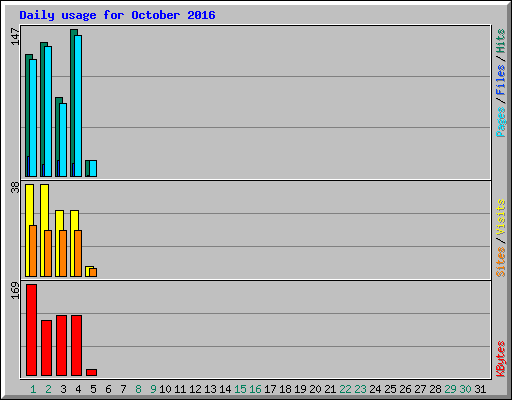 Daily usage for October 2016
147
38
169
Pages / Files / Hits
Sites / Visits
KBytes
1 2 3 4 5 6 7 8 9 10 11 12 13 14 15 16 17 18 19 20 21 22 23 24 25 26 27 28 29 30 31